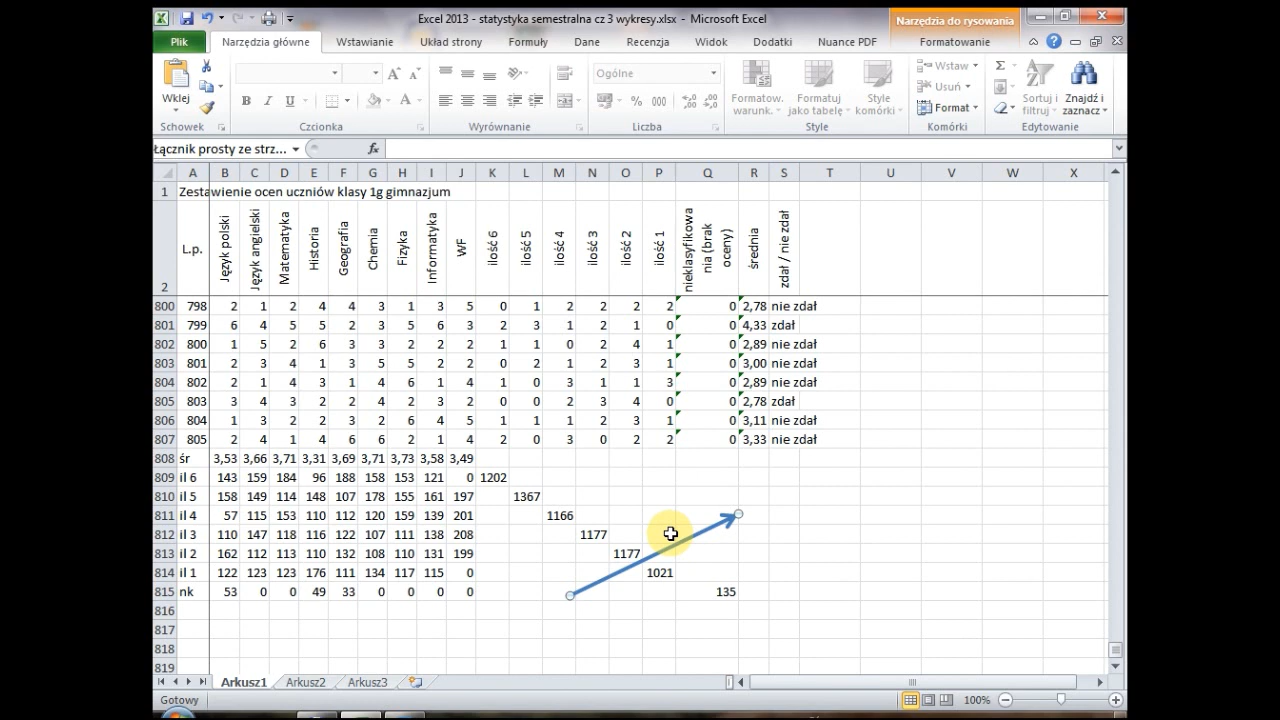 Excel 2013 - statystyka semestralna cz 3 wykresy.xlsx - Microsoft Excel
Narzędzia do rysowania
Plik Narzędzia główne Wstawianie Układ strony Formuły Dane Recenzja Widok Dodatki Nuance PDF Formatowanie
Wklej
Ogólne
Formatow. warunk.
Formatuj jako tabelę
Style komórki
Wstaw
Usuń
Format
Sortuj i filtruj
Znajdź i zaznacz
Schowek Czcionka Wyrównanie Liczba Style Komórki Edytowanie
Łącznik prosty ze strz... fx
A B C D E F G H I J K L M N O P Q R S T U V W X
1 Zestawienie ocen uczniów klasy 1g gimnazjum
2 L.p. Język polski Język angielski Matematyka Historia Geografia Chemia Fizyka Informatyka WF ilość 6 ilość 5 ilość 4 ilość 3 ilość 2 ilość 1 nieklasyfikowa nia (brak oceny) średnia zdał / nie zdał
800 798 2 1 2 4 4 3 1 3 5 0 1 2 2 2 2 0 2,78 nie zdał
801 799 6 4 5 5 2 3 5 6 3 2 3 1 2 1 0 0 4,33 zdał
802 800 1 5 2 6 3 3 2 2 2 1 1 0 2 4 1 0 2,89 nie zdał
803 801 2 3 4 1 3 5 5 2 2 0 2 1 2 3 1 0 3,00 nie zdał
804 802 2 1 4 3 1 4 6 1 4 1 0 3 1 1 3 0 2,89 nie zdał
805 803 3 4 3 2 2 4 2 3 2 0 0 2 3 4 0 0 2,78 zdał
806 804 1 3 2 2 3 2 6 4 5 1 1 1 2 3 1 0 3,11 nie zdał
807 805 2 4 1 4 6 6 2 1 4 2 0 3 0 2 2 0 3,33 nie zdał
808 śr 3,53 3,66 3,71 3,31 3,69 3,71 3,73 3,58 3,49
809 il 6 143 159 184 96 188 158 153 121 0 1202
810 il 5 158 149 114 148 107 178 155 161 197 1367
811 il 4 57 115 153 110 112 120 159 139 201 1166
812 il 3 110 147 118 116 122 107 111 138 208 1177
813 il 2 162 112 113 110 132 108 110 131 199 1177
814 il 1 122 123 123 176 111 134 117 115 0 1021
815 nk 53 0 0 49 33 0 0 0 0 135
816
817
818
819
Arkusz1 Arkusz2 Arkusz3
Gotowy 100%